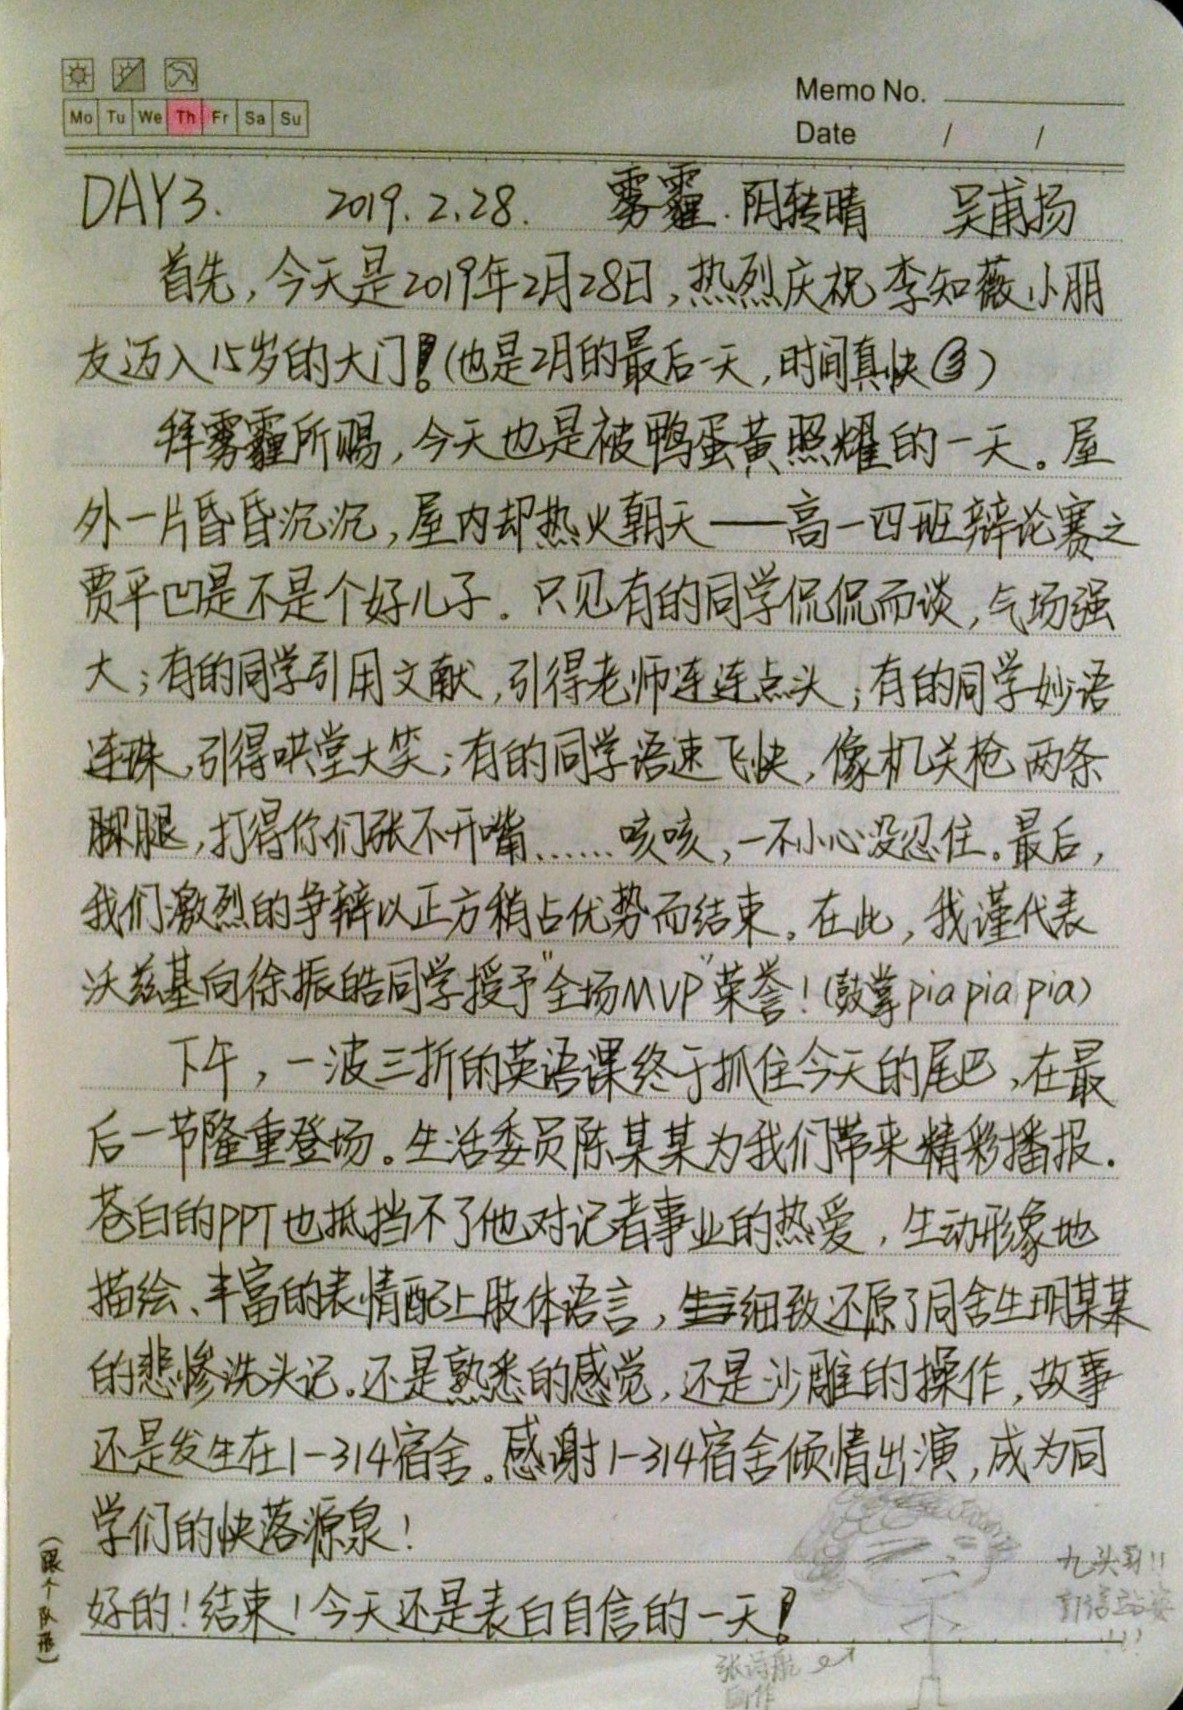 Memo No.
Mo Tu We Th Fr Sa Su
Date / /
DAY3. 2019.2.28. 雾霾.阴转晴 吴甫扬
首先,今天是2019年2月28日,热烈庆祝李知薇小朋
友迈入15岁的大门!(也是2月的最后一天,时间真快③)
拜雾霾所赐,今天也是被鸭蛋黄照耀的一天。屋
外一片昏昏沉沉,屋内却热火朝天——高一四班辩论赛之
贾平凹是不是个好儿子。只见有的同学侃侃而谈,气场强
大;有的同学引用文献,引得老师连连点头;有的同学妙语
连珠,引得哄堂大笑;有的同学语速飞快,像机关枪两条
腿,打得你们张不开嘴……咳咳,一不小心没忍住。最后,
我们激烈的争辩以正方稍占优势而结束。在此,我谨代表
沃兹基向徐振皓同学授予"全场MVP"荣誉!(鼓掌pia pia pia)
下午,一波三折的英语课终于抓住今天的尾巴,在最
后一节隆重登场。生活委员陈某某为我们带来精彩播报.
苍白的PPT也抵挡不了他对记者事业的热爱,生动形象地
描绘、丰富的表情配上肢体语言,细致还原了同舍生明某某
的悲惨洗头记。还是熟悉的感觉,还是沙雕的操作,故事
还是发生在1-314宿舍。感谢1-314宿舍倾情出演,成为同
学们的快落源泉!
好的!结束!今天还是表白自信的一天!
(跟个队形)
九头哥!!
!!!
张诗航